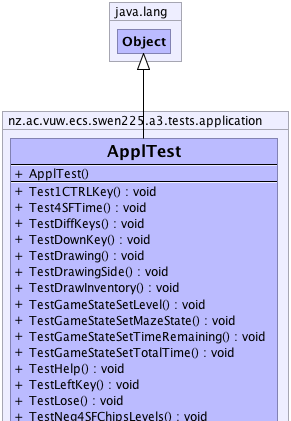 java.lang
Object
nz.ac.vuw.ecs.swen225.a3.tests.application
ApplTest
+ ApplTest()
+ Test1CTRLKey() : void
+ Test4SFTime() : void
+ TestDiffKeys() : void
+ TestDownKey() : void
+ TestDrawing() : void
+ TestDrawingSide() : void
+ TestDrawInventory() : void
+ TestGameStateSetLevel() : void
+ TestGameStateSetMazeState() : void
+ TestGameStateSetTimeRemaining() : void
+ TestGameStateSetTotalTime() : void
+ TestHelp() : void
+ TestLeftKey() : void
+ TestLose() : void
+ TestNeg4SFChipsLevels() : void